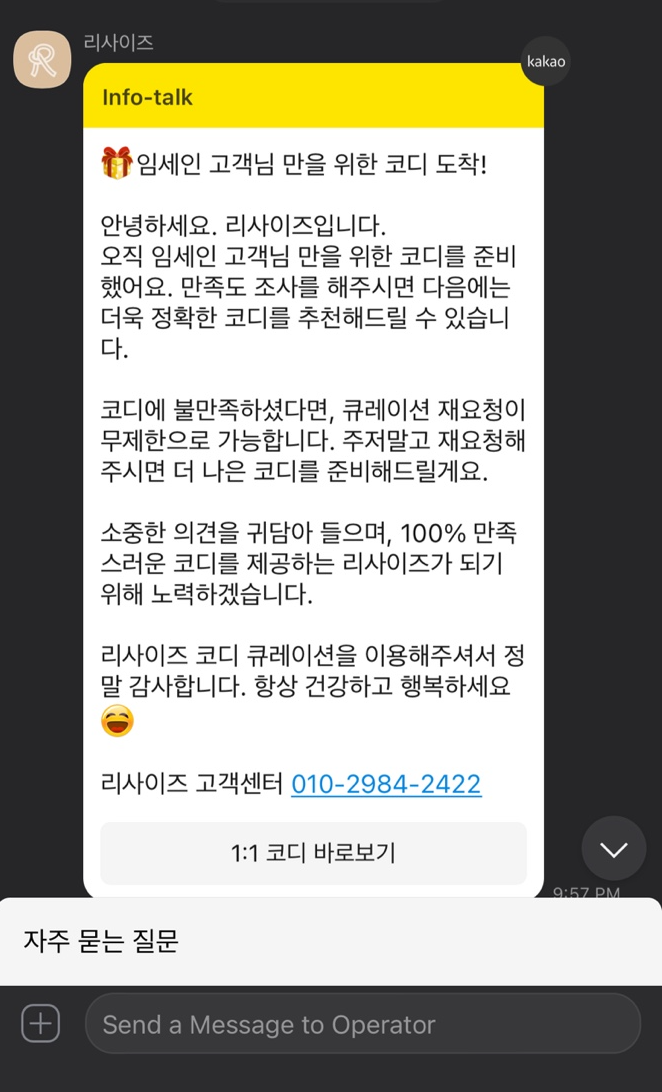 리사이즈
kakao
Info-talk
🎁임세인 고객님 만을 위한 코디 도착!
안녕하세요. 리사이즈입니다.
오직 임세인 고객님 만을 위한 코디를 준비
했어요. 만족도 조사를 해주시면 다음에는
더욱 정확한 코디를 추천해드릴 수 있습니
다.
코디에 불만족하셨다면, 큐레이션 재요청이
무제한으로 가능합니다. 주저말고 재요청해
주시면 더 나은 코디를 준비해드릴게요.
소중한 의견을 귀담아 들으며, 100% 만족
스러운 코디를 제공하는 리사이즈가 되기
위해 노력하겠습니다.
리사이즈 코디 큐레이션을 이용해주셔서 정
말 감사합니다. 항상 건강하고 행복하세요
😄
리사이즈 고객센터 010-2984-2422
1:1 코디 바로보기
9:57 PM
자주 묻는 질문
Send a Message to Operator